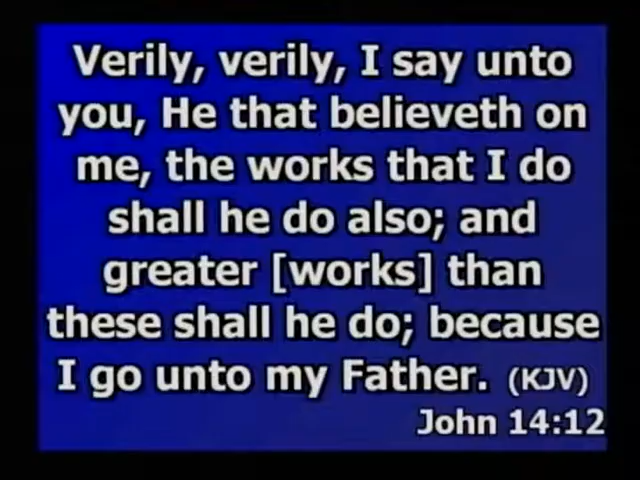 Verily, verily, I say unto
you, He that believeth on
me, the works that I do
shall he do also; and
greater [works] than
these shall he do; because
I go unto my Father. (KJV)
John 14:12